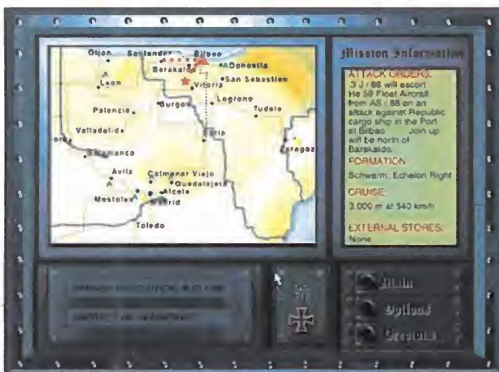 Gijon Santander Bilbao
Barakaldo Donostia
Leon Vitoria San Sebastien
Burgos Logrono
Palencia Tudelo
Valladolid Soria
Salamanca Zaragoz
Avila Colmenar Viejo
Guadalajara
Mostoles Alcala
Madrid
Toledo
Mission Information
ATTACK ORDERS:
3 J / 88 will escort
He 59 Float Aircraft
from AS / 88 on an
attack against Republic
cargo ship in the Port
of Bilbao Join up
will be north of
Barakaldo.
FORMATION
Schwarm, Echelon Right
CRUISE:
3,000 m at 540 km/h
EXTERNAL STORES:
None
Main
Options